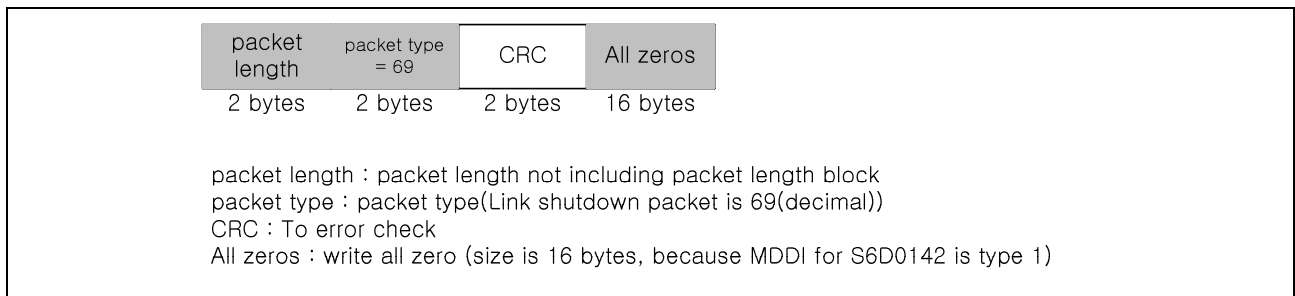 packet length
packet type = 69
CRC
All zeros
2 bytes
2 bytes
2 bytes
16 bytes
packet length : packet length not including packet length block
packet type : packet type(Link shutdown packet is 69(decimal))
CRC : To error check
All zeros : write all zero (size is 16 bytes, because MDDI for S6D0142 is type 1)